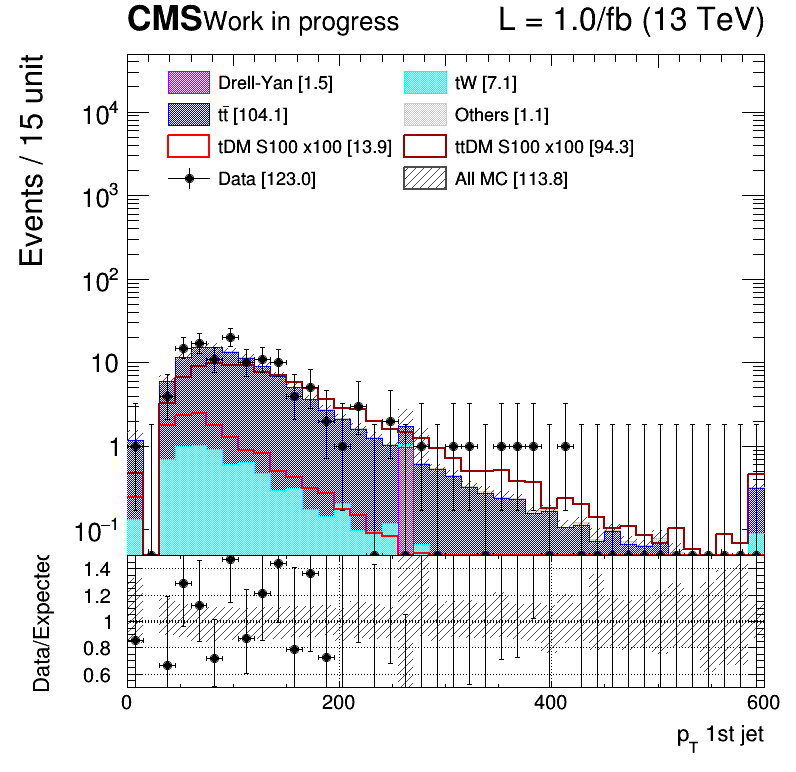 CMS Work in progress L = 1.0/fb (13 TeV)
Events / 15 unit
Drell-Yan [1.5] tW [7.1]
tt̄ [104.1] Others [1.1]
tDM S100 x100 [13.9] ttDM S100 x100 [94.3]
Data [123.0] All MC [113.8]
10⁴
10³
10²
10
1
10⁻¹
Data/Expected
1.4
1.2
1
0.8
0.6
0 200 400 600
p_T 1st jet